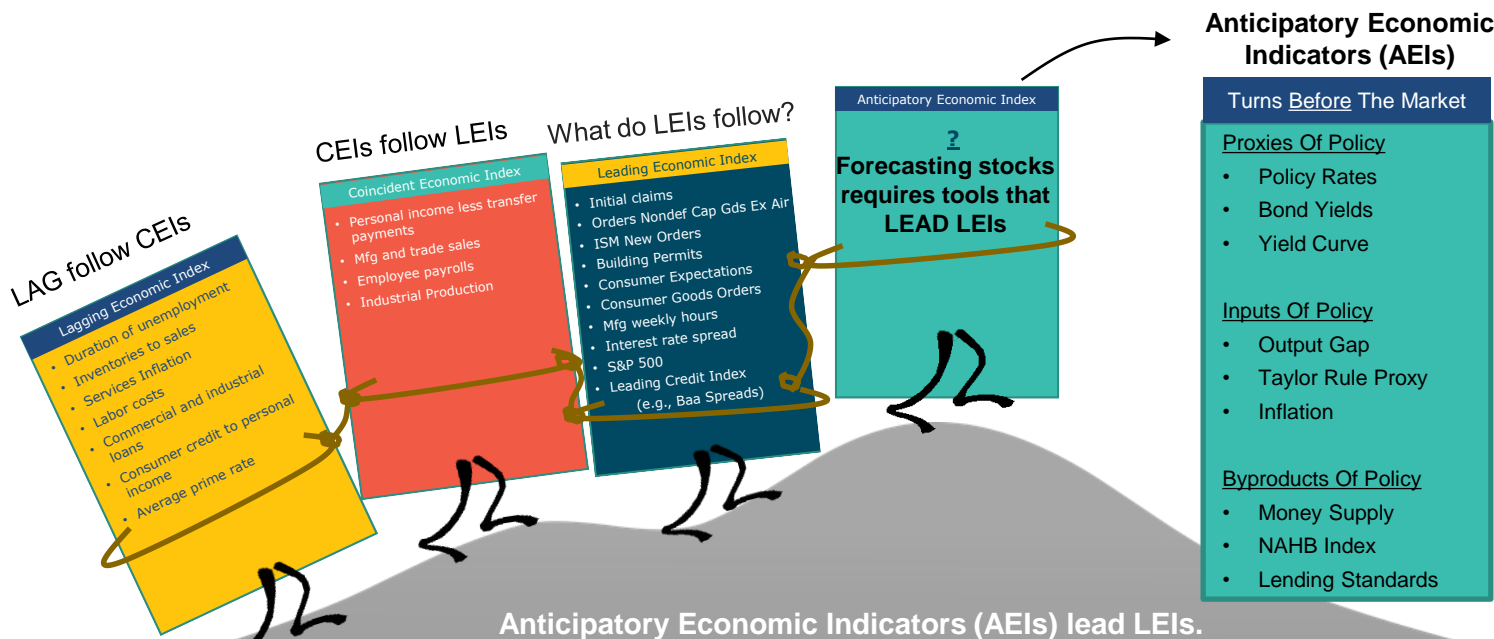 LAG follow CEIs
Lagging Economic Index
• Duration of unemployment
• Inventories to sales
• Services Inflation
• Labor costs
• Commercial and industrial
loans
• Consumer credit to personal
income
• Average prime rate
CEIs follow LEIs
Coincident Economic Index
• Personal income less transfer
payments
• Mfg and trade sales
• Employee payrolls
• Industrial Production
What do LEIs follow?
Leading Economic Index
• Initial claims
• Orders Nondef Cap Gds Ex Air
• ISM New Orders
• Building Permits
• Consumer Expectations
• Consumer Goods Orders
• Mfg weekly hours
• Interest rate spread
• S&P 500
• Leading Credit Index
(e.g., Baa Spreads)
Anticipatory Economic Index
?
Forecasting stocks
requires tools that
LEAD LEIs
Anticipatory Economic
Indicators (AEIs)
Turns Before The Market
Proxies Of Policy
• Policy Rates
• Bond Yields
• Yield Curve
Inputs Of Policy
• Output Gap
• Taylor Rule Proxy
• Inflation
Byproducts Of Policy
• Money Supply
• NAHB Index
• Lending Standards
Anticipatory Economic Indicators (AEIs) lead LEIs.